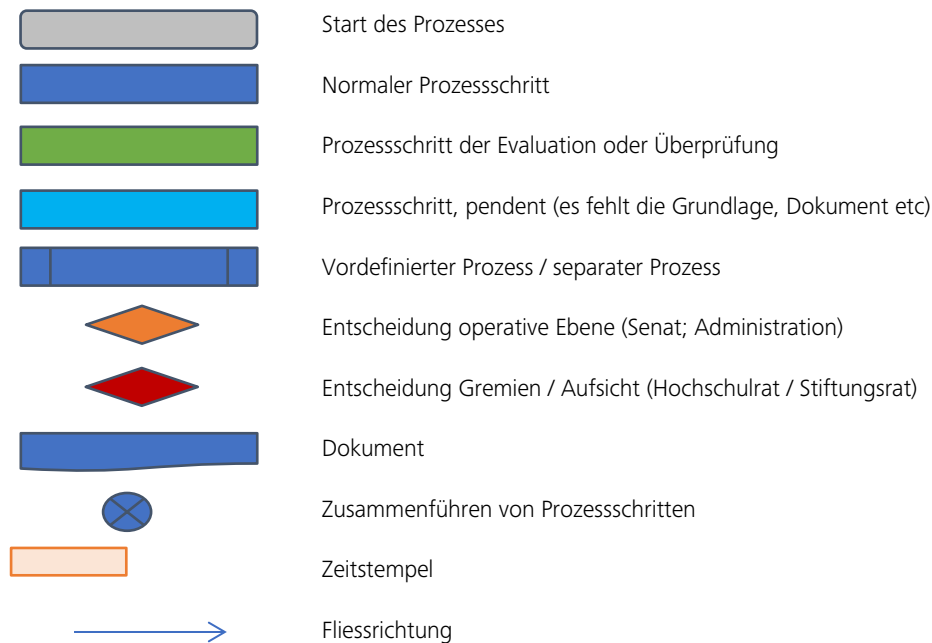 Start des Prozesses
Normaler Prozessschritt
Prozessschritt der Evaluation oder Überprüfung
Prozessschritt, pendent (es fehlt die Grundlage, Dokument etc)
Vordefinierter Prozess / separater Prozess
Entscheidung operative Ebene (Senat; Administration)
Entscheidung Gremien / Aufsicht (Hochschulrat / Stiftungsrat)
Dokument
Zusammenführen von Prozessschritten
Zeitstempel
Fliessrichtung